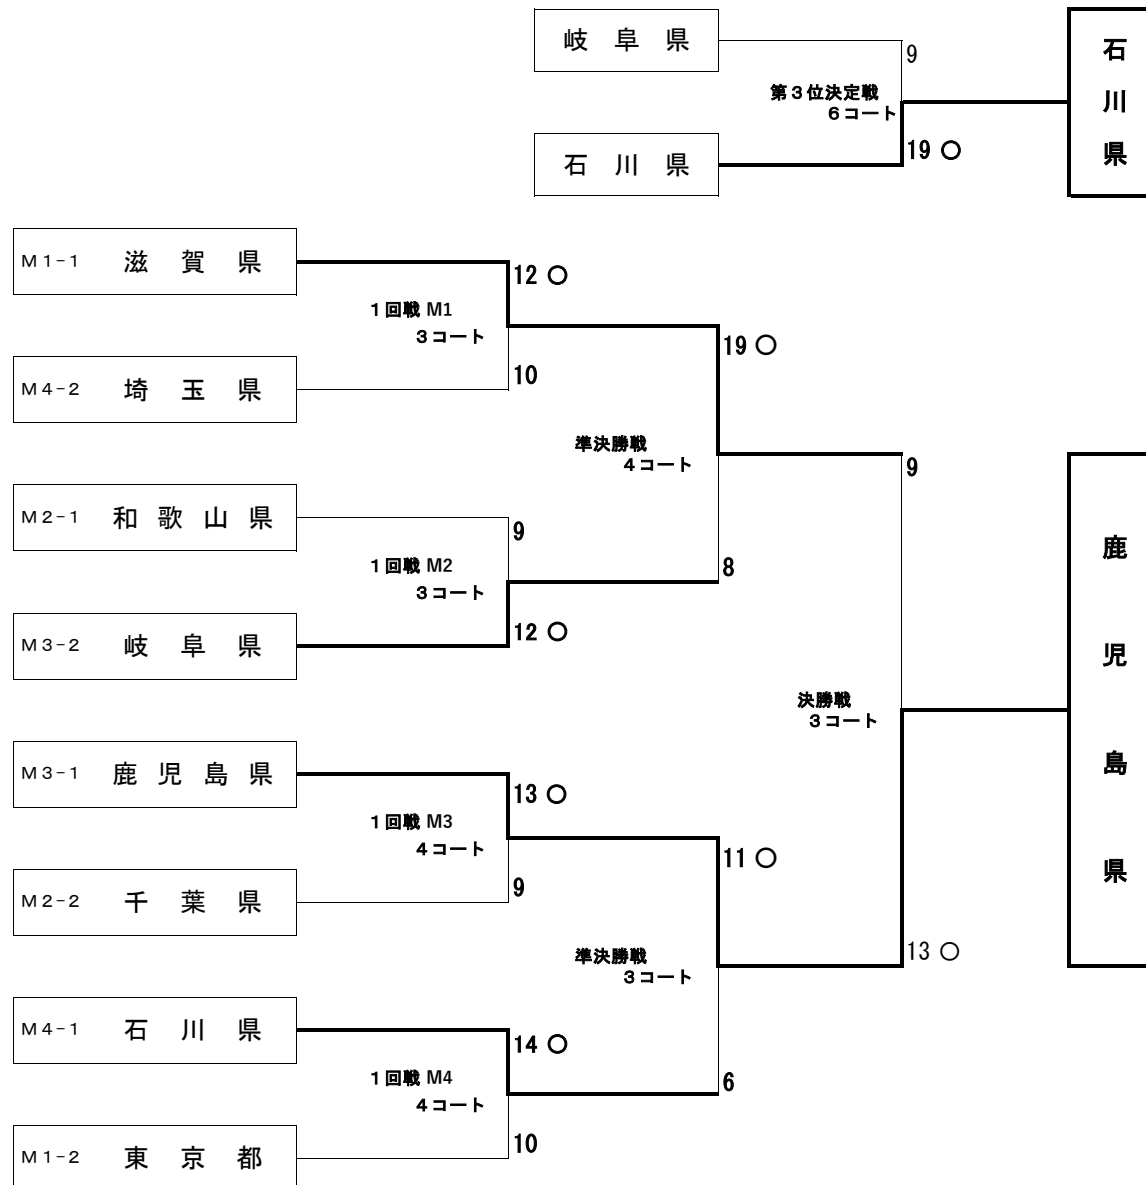 岐阜県
9
第３位決定戦
６コート
石川県
19 ○
石川県
M1-1 滋賀県
12 ○
１回戦 M1
３コート
19 ○
M4-2 埼玉県
10
準決勝戦
４コート
9
M2-1 和歌山県
9
１回戦 M2
３コート
8
M3-2 岐阜県
12 ○
決勝戦
３コート
鹿児島県
M3-1 鹿児島県
13 ○
１回戦 M3
４コート
11 ○
M2-2 千葉県
9
準決勝戦
３コート
13 ○
M4-1 石川県
14 ○
１回戦 M4
４コート
6
M1-2 東京都
10